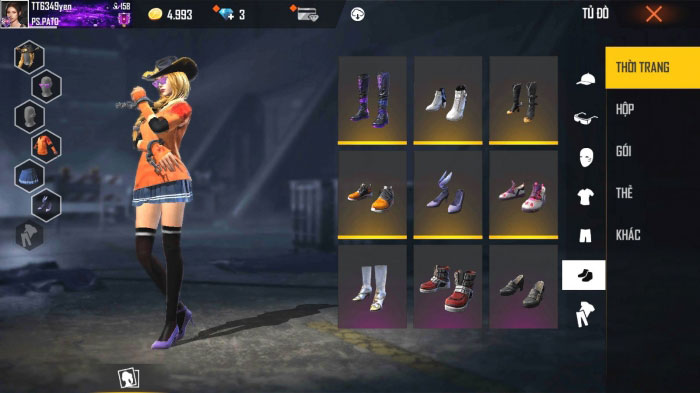 TT6349yen
158
PS.PATO
4.993
3
TỦ ĐỒ
THỜI TRANG
HỘP
GÓI
THẺ
KHÁC